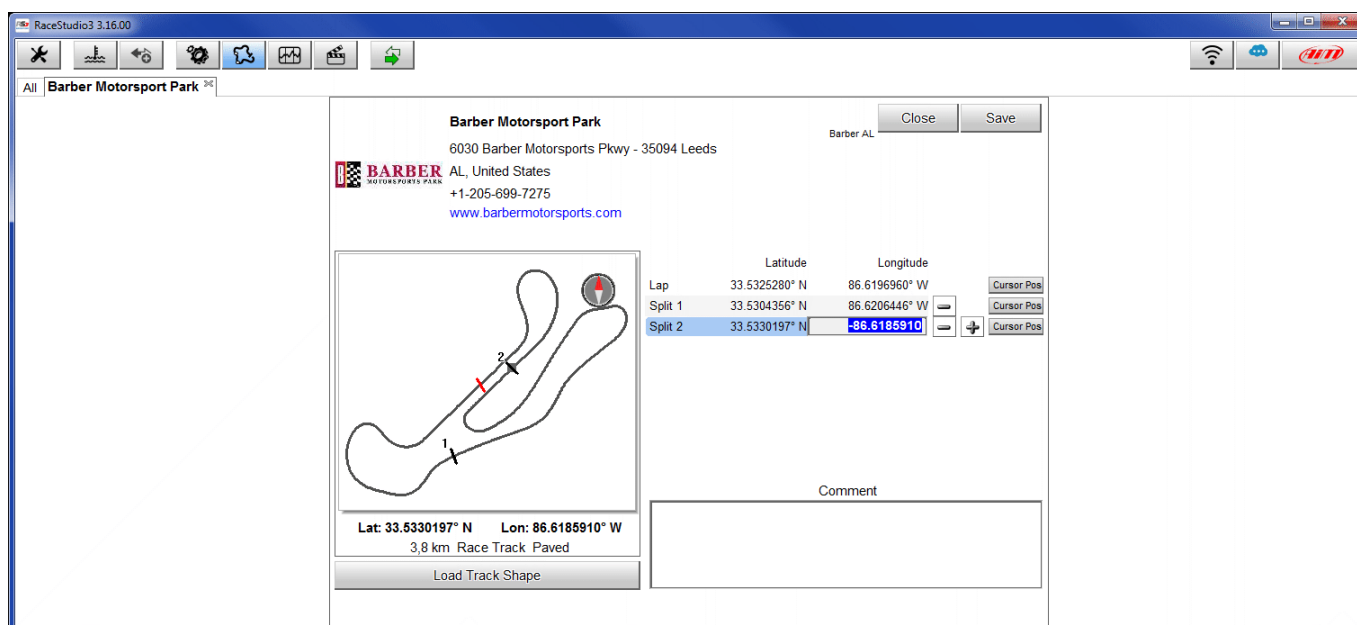 RaceStudio3 3.16.00
AiM
All Barber Motorsport Park
Barber Motorsport Park
Close Save
Barber AL
6030 Barber Motorsports Pkwy - 35094 Leeds
BARBER
MOTORSPORTS PARK
AL, United States
+1-205-699-7275
www.barbermotorsports.com
Latitude Longitude
Lap 33.5325280° N 86.6196960° W Cursor Pos
Split 1 33.5304356° N 86.6206446° W Cursor Pos
Split 2 33.5330197° N -86.6185910 Cursor Pos
2
1
Comment
Lat: 33.5330197° N Lon: 86.6185910° W
3,8 km Race Track Paved
Load Track Shape